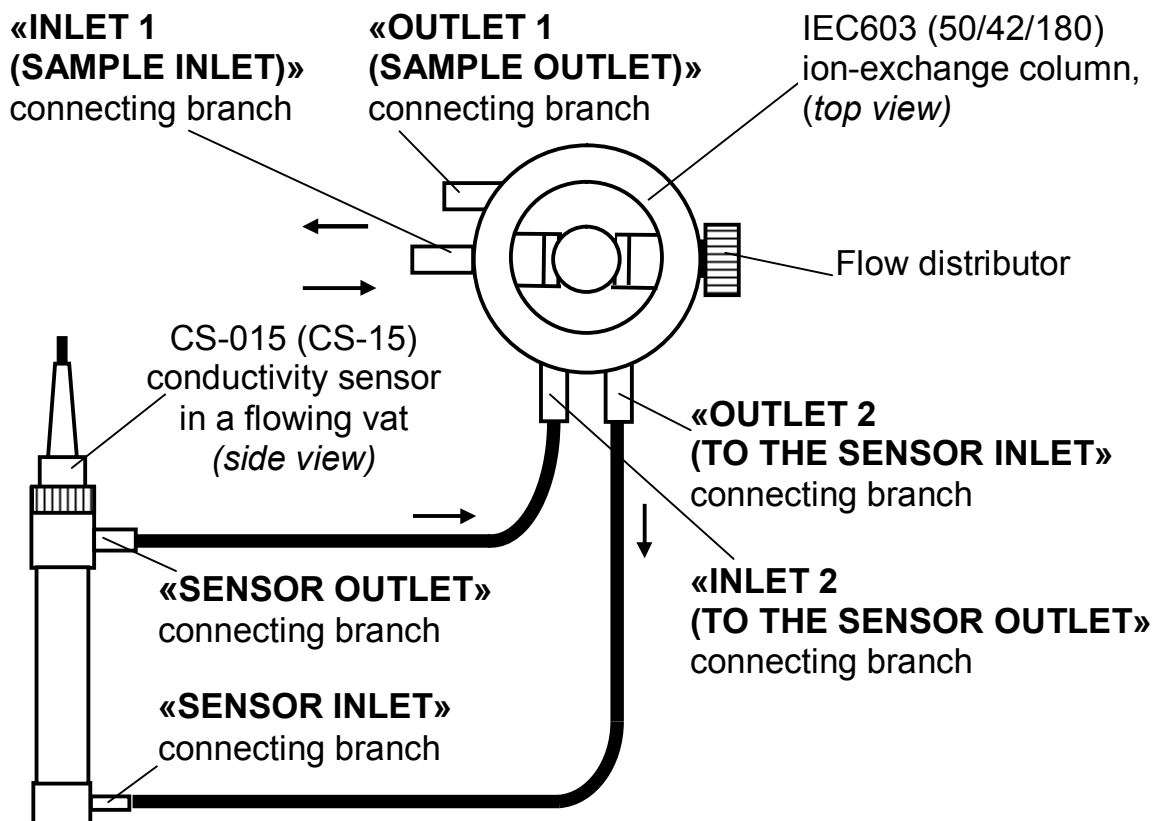 «INLET 1
(SAMPLE INLET)»
connecting branch
«OUTLET 1
(SAMPLE OUTLET)»
connecting branch
IEC603 (50/42/180)
ion-exchange column,
(top view)
Flow distributor
CS-015 (CS-15)
conductivity sensor
in a flowing vat
(side view)
«OUTLET 2
(TO THE SENSOR INLET»
connecting branch
«SENSOR OUTLET»
connecting branch
«INLET 2
(TO THE SENSOR OUTLET»
connecting branch
«SENSOR INLET»
connecting branch